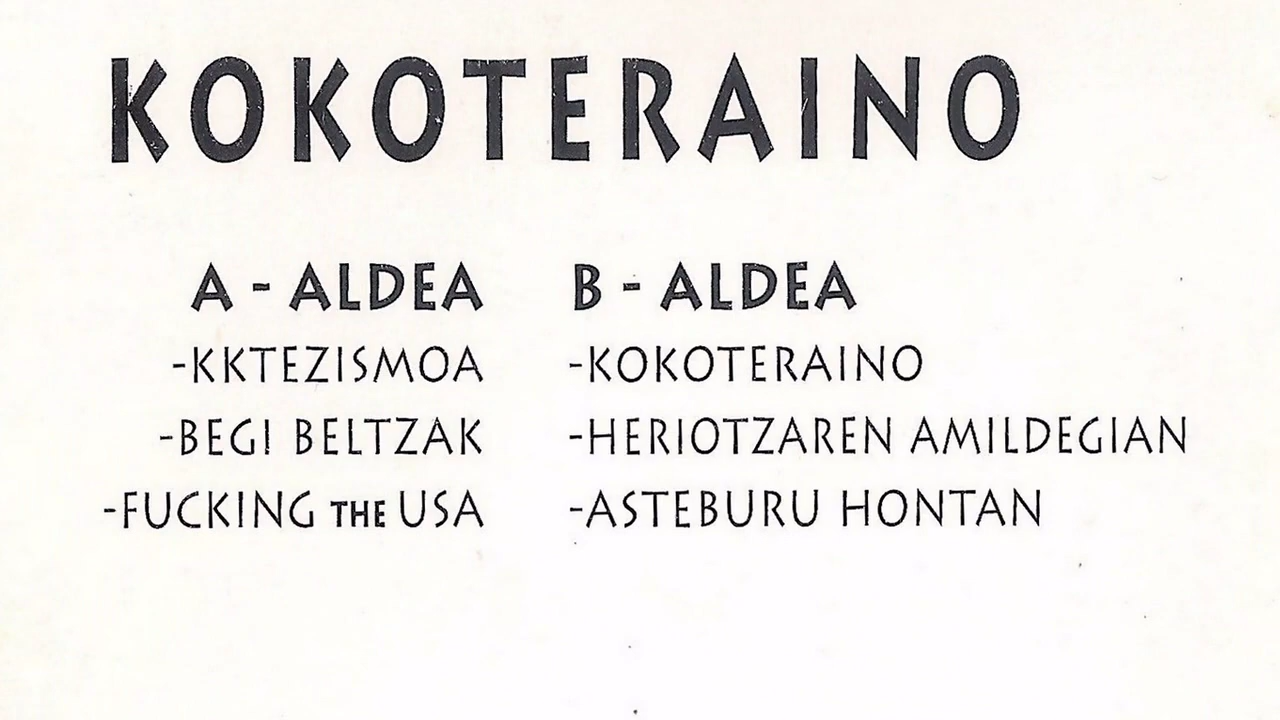 KOKOTERAINO
A - ALDEA
-KKTEZISMOA
-BEGI BELTZAK
-FUCKING THE USA
B - ALDEA
-KOKOTERAINO
-HERIOTZAREN AMILDEGIAN
-ASTEBURU HONTAN